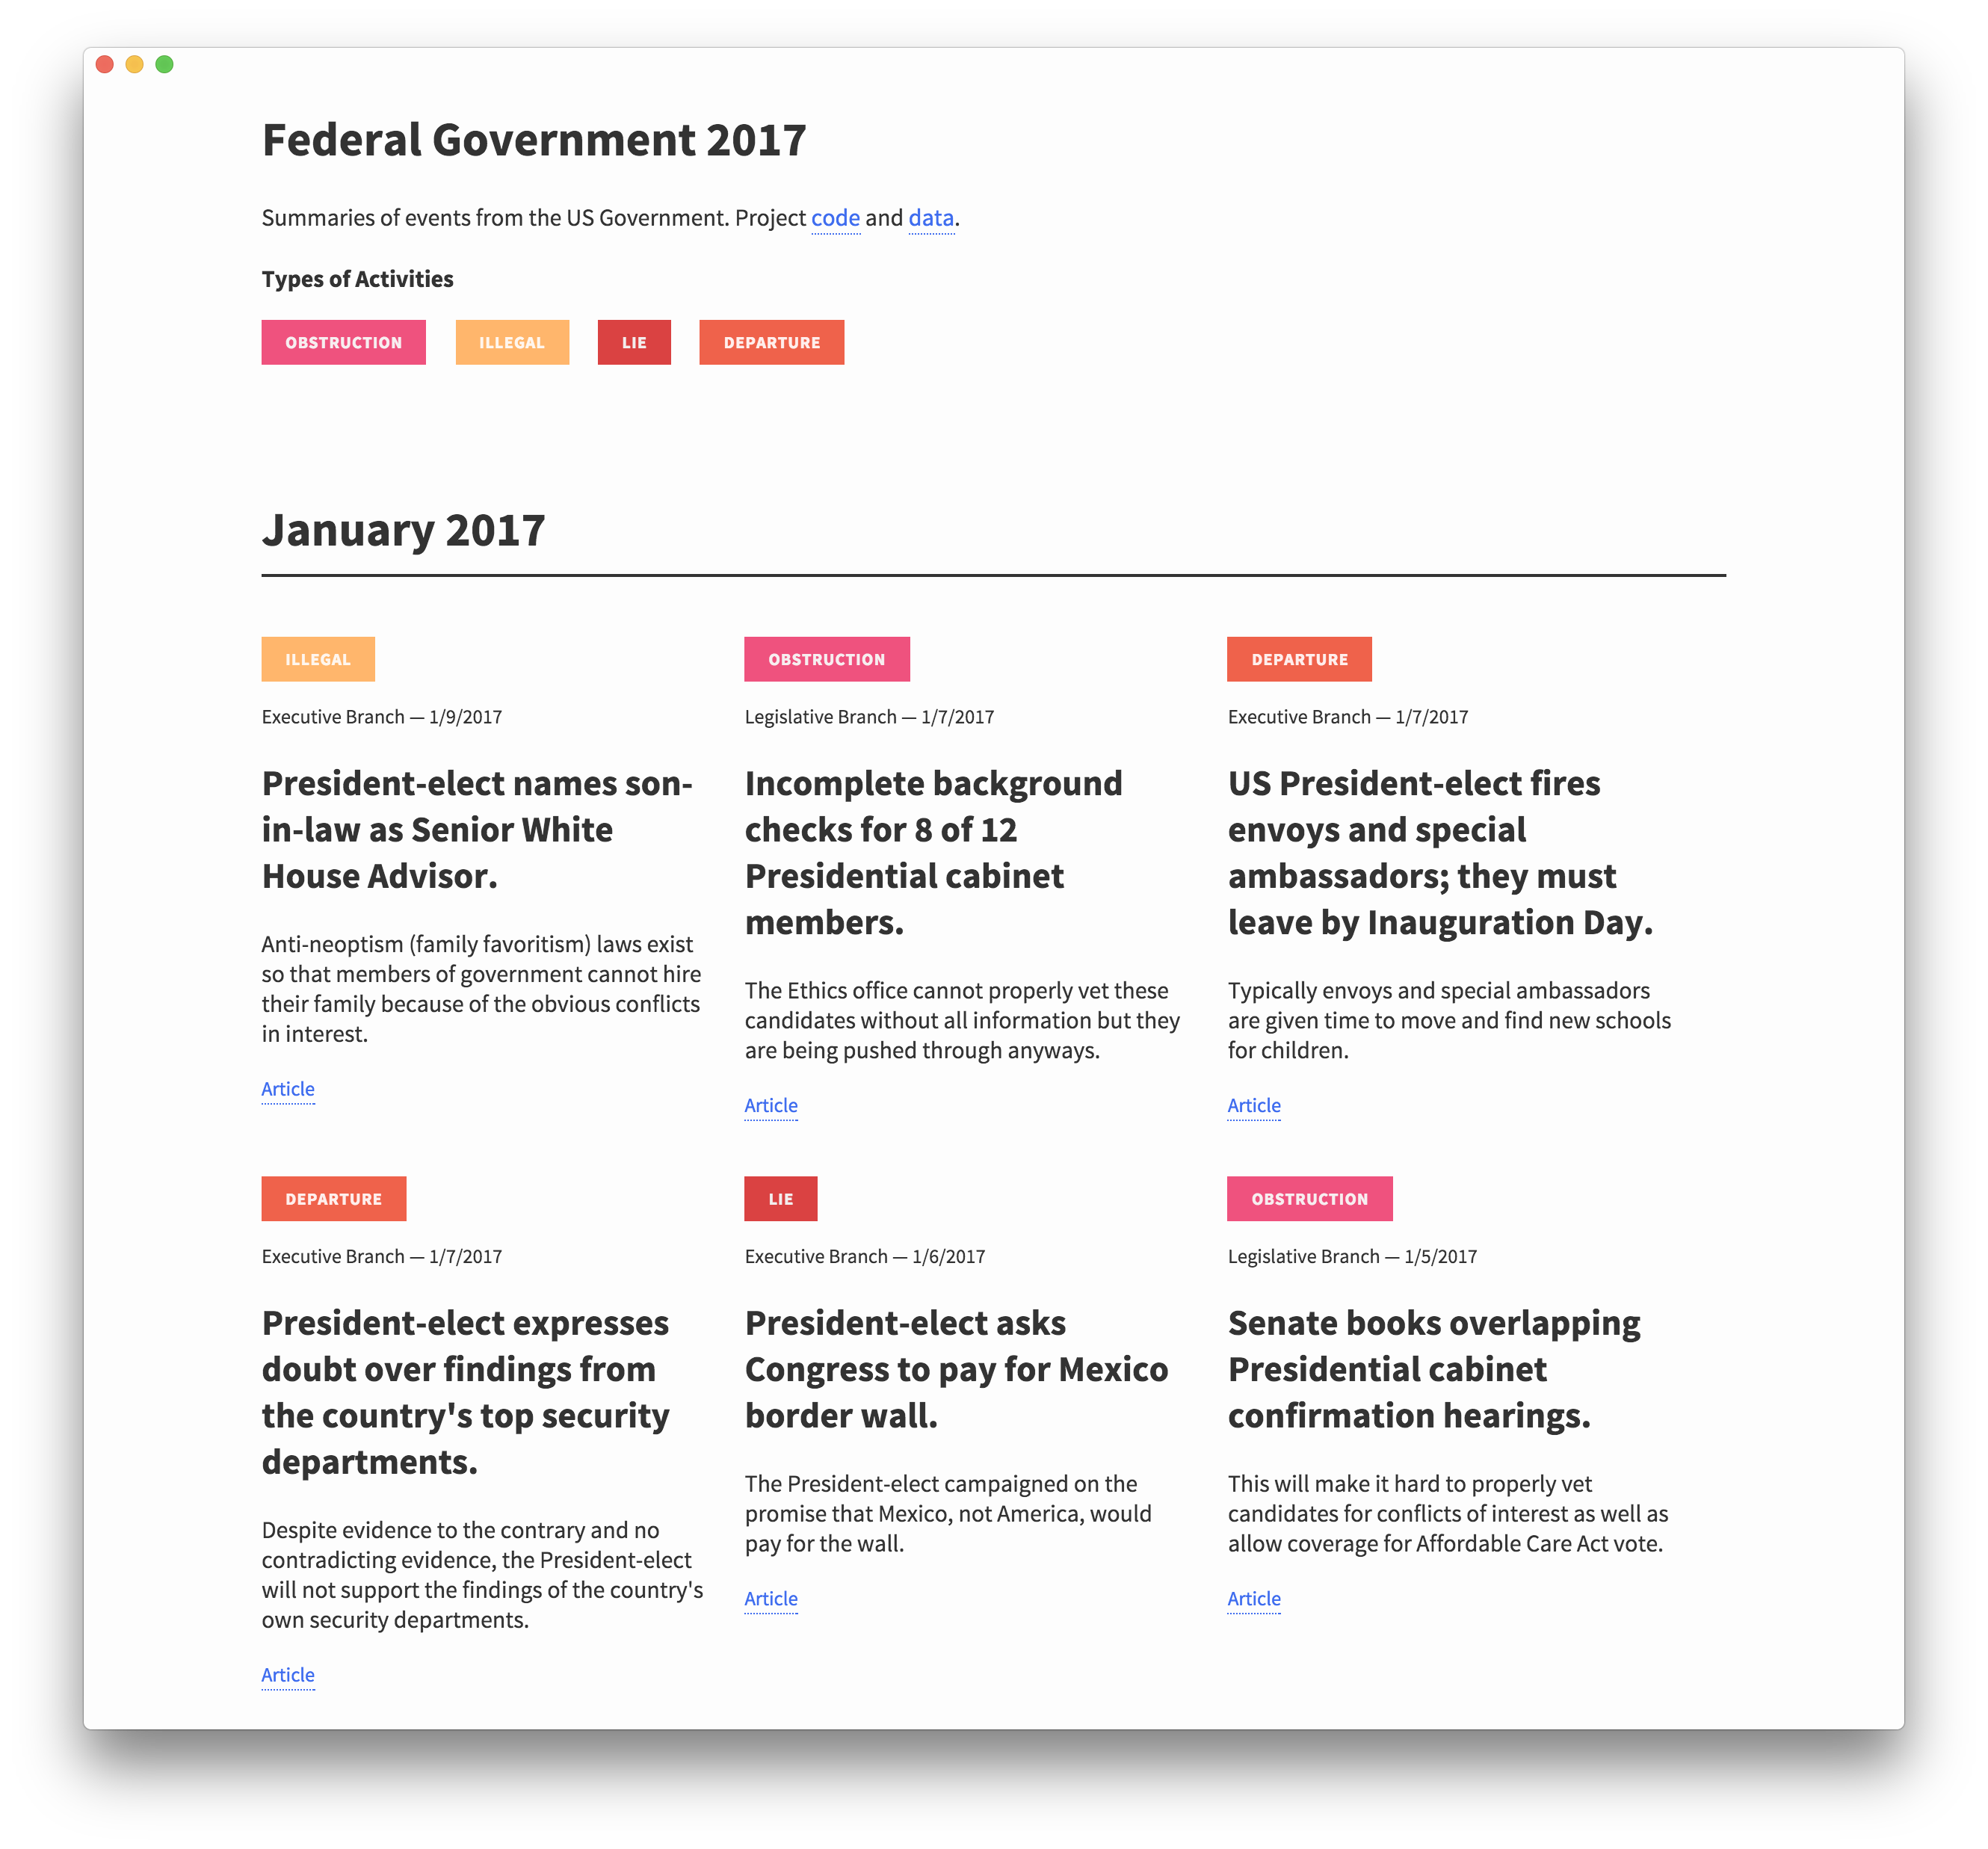 Federal Government 2017
Summaries of events from the US Government. Project code and data.
Types of Activities
OBSTRUCTION
ILLEGAL
LIE
DEPARTURE
January 2017
ILLEGAL
Executive Branch — 1/9/2017
President-elect names son-
in-law as Senior White
House Advisor.
Anti-neoptism (family favoritism) laws exist
so that members of government cannot hire
their family because of the obvious conflicts
in interest.
Article
OBSTRUCTION
Legislative Branch — 1/7/2017
Incomplete background
checks for 8 of 12
Presidential cabinet
members.
The Ethics office cannot properly vet these
candidates without all information but they
are being pushed through anyways.
Article
DEPARTURE
Executive Branch — 1/7/2017
US President-elect fires
envoys and special
ambassadors; they must
leave by Inauguration Day.
Typically envoys and special ambassadors
are given time to move and find new schools
for children.
Article
DEPARTURE
Executive Branch — 1/7/2017
President-elect expresses
doubt over findings from
the country's top security
departments.
Despite evidence to the contrary and no
contradicting evidence, the President-elect
will not support the findings of the country's
own security departments.
Article
LIE
Executive Branch — 1/6/2017
President-elect asks
Congress to pay for Mexico
border wall.
The President-elect campaigned on the
promise that Mexico, not America, would
pay for the wall.
Article
OBSTRUCTION
Legislative Branch — 1/5/2017
Senate books overlapping
Presidential cabinet
confirmation hearings.
This will make it hard to properly vet
candidates for conflicts of interest as well as
allow coverage for Affordable Care Act vote.
Article